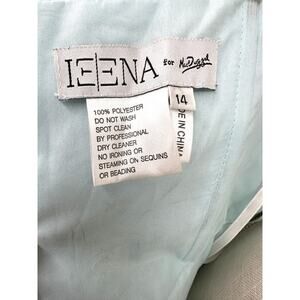 IEENA for Mac Duggal
14
100% POLYESTER
DO NOT WASH
SPOT CLEAN
BY PROFESSIONAL
DRY CLEANER
NO IRONING OR
STEAMING ON SEQUINS
OR BEADING
DE IN CHINA